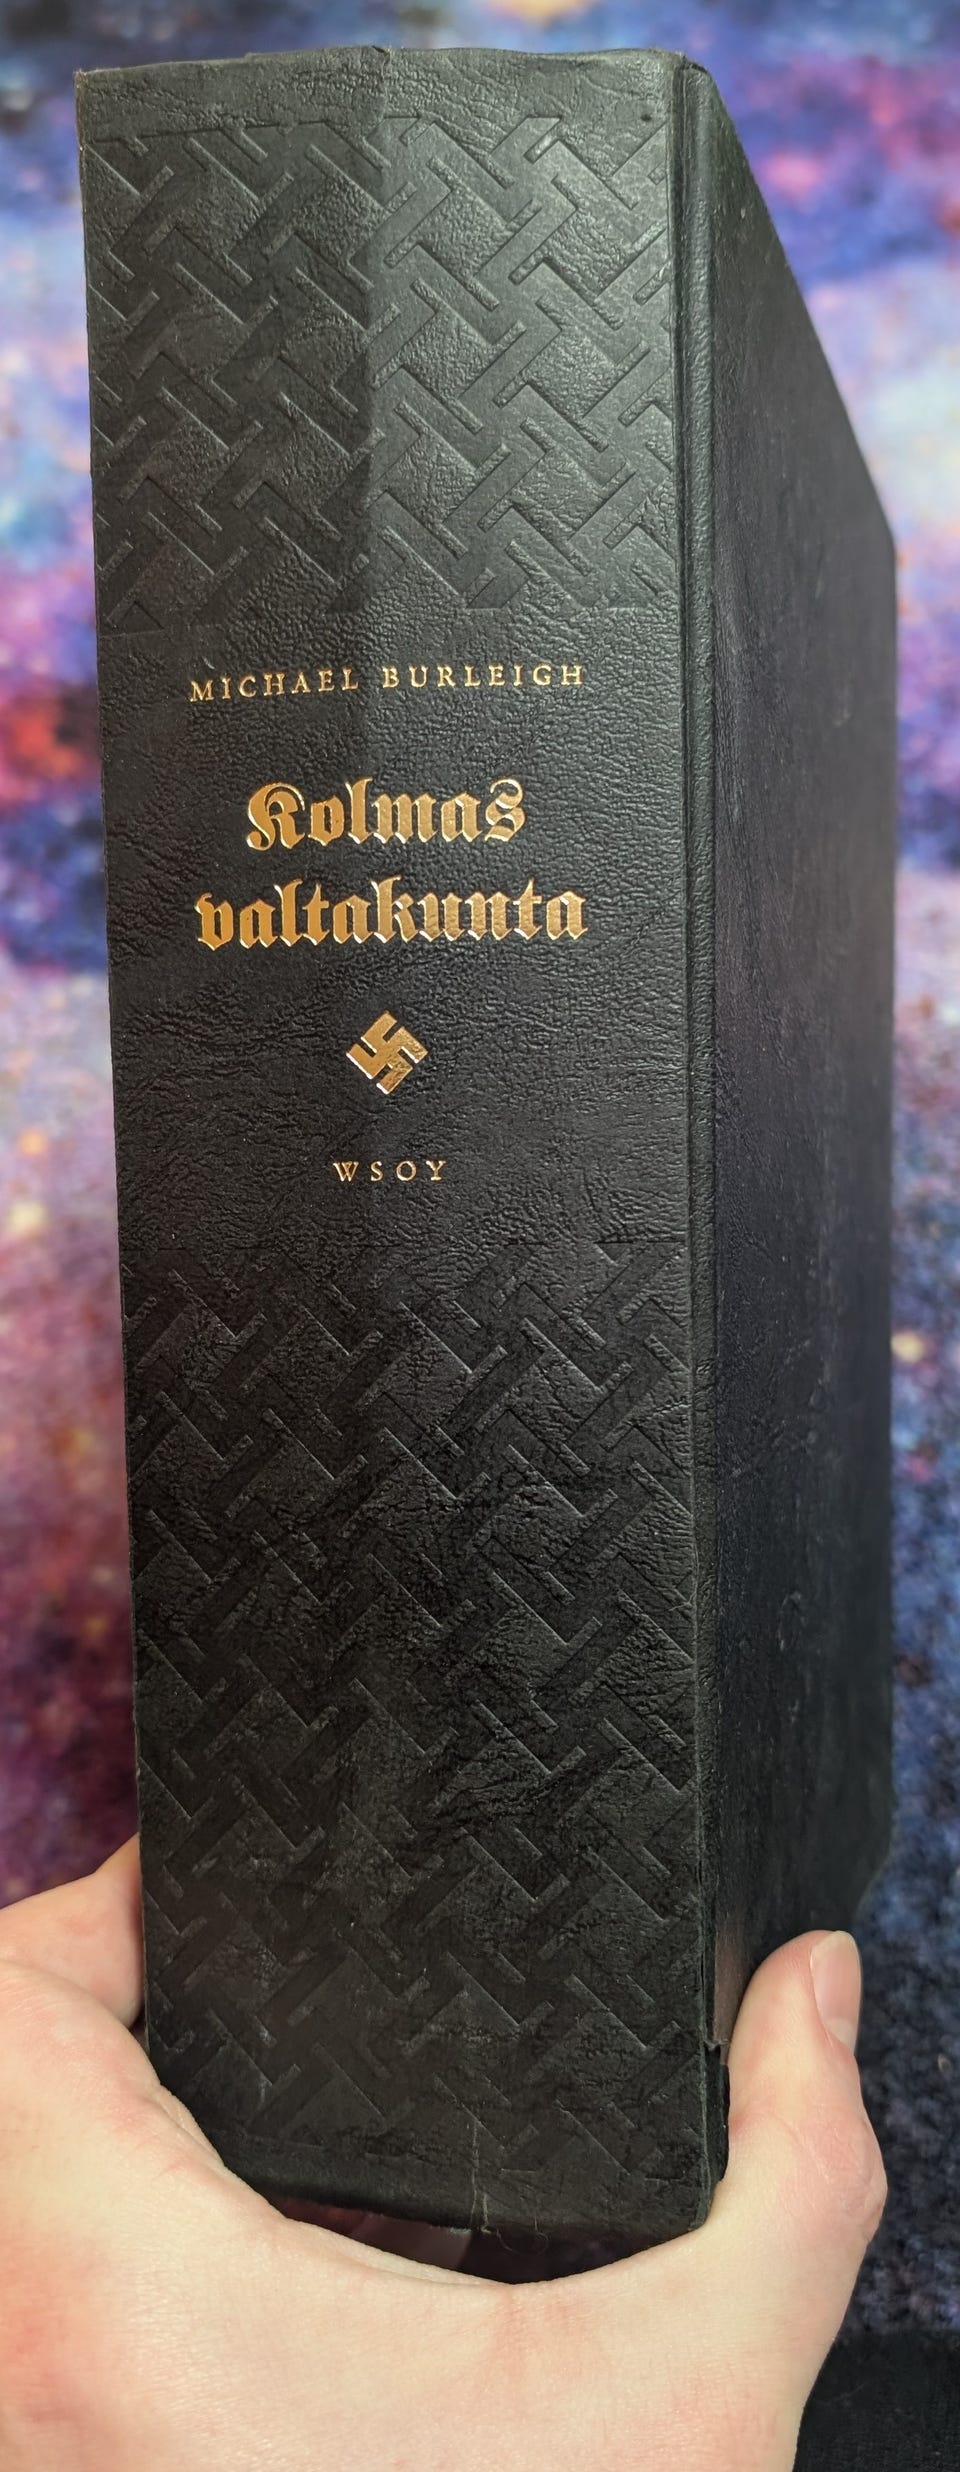 MICHAEL BURLEIGH
Kolmas
valtakunta
WSOY